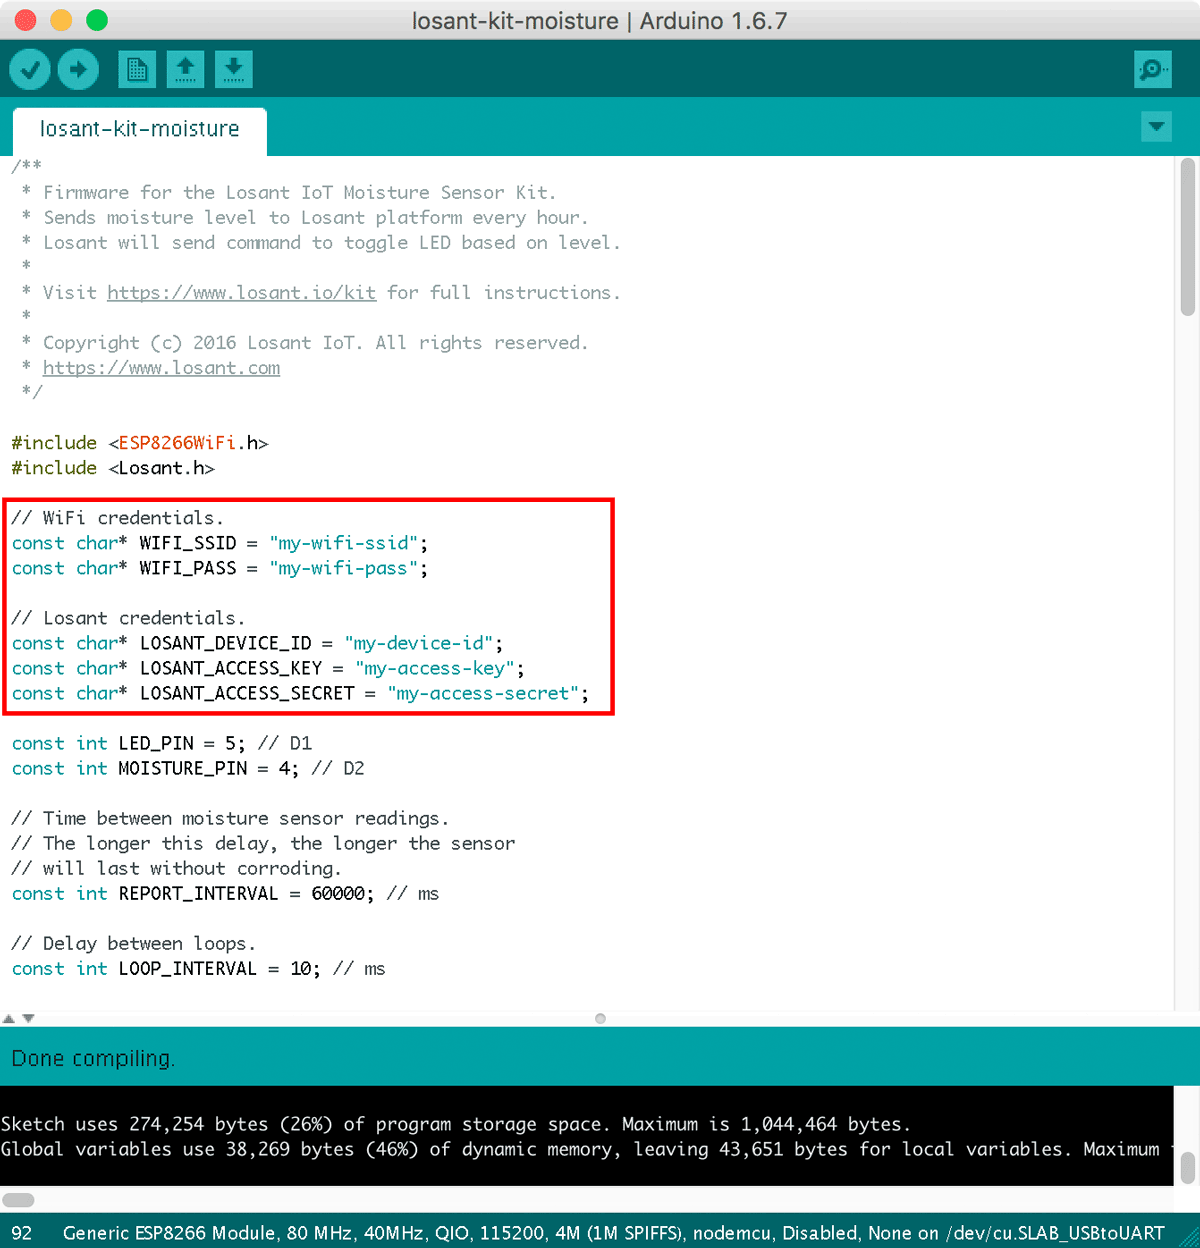 losant-kit-moisture | Arduino 1.6.7
losant-kit-moisture
/**
 * Firmware for the Losant IoT Moisture Sensor Kit.
 * Sends moisture level to Losant platform every hour.
 * Losant will send command to toggle LED based on level.
 *
 * Visit https://www.losant.io/kit for full instructions.
 *
 * Copyright (c) 2016 Losant IoT. All rights reserved.
 * https://www.losant.com
 */
#include <ESP8266WiFi.h>
#include <Losant.h>
// WiFi credentials.
const char* WIFI_SSID = "my-wifi-ssid";
const char* WIFI_PASS = "my-wifi-pass";
// Losant credentials.
const char* LOSANT_DEVICE_ID = "my-device-id";
const char* LOSANT_ACCESS_KEY = "my-access-key";
const char* LOSANT_ACCESS_SECRET = "my-access-secret";
const int LED_PIN = 5; // D1
const int MOISTURE_PIN = 4; // D2
// Time between moisture sensor readings.
// The longer this delay, the longer the sensor
// will last without corroding.
const int REPORT_INTERVAL = 60000; // ms
// Delay between loops.
const int LOOP_INTERVAL = 10; // ms
Done compiling.
Sketch uses 274,254 bytes (26%) of program storage space. Maximum is 1,044,464 bytes.
Global variables use 38,269 bytes (46%) of dynamic memory, leaving 43,651 bytes for local variables. Maximum
92 Generic ESP8266 Module, 80 MHz, 40MHz, QIO, 115200, 4M (1M SPIFFS), nodemcu, Disabled, None on /dev/cu.SLAB_USBtoUART